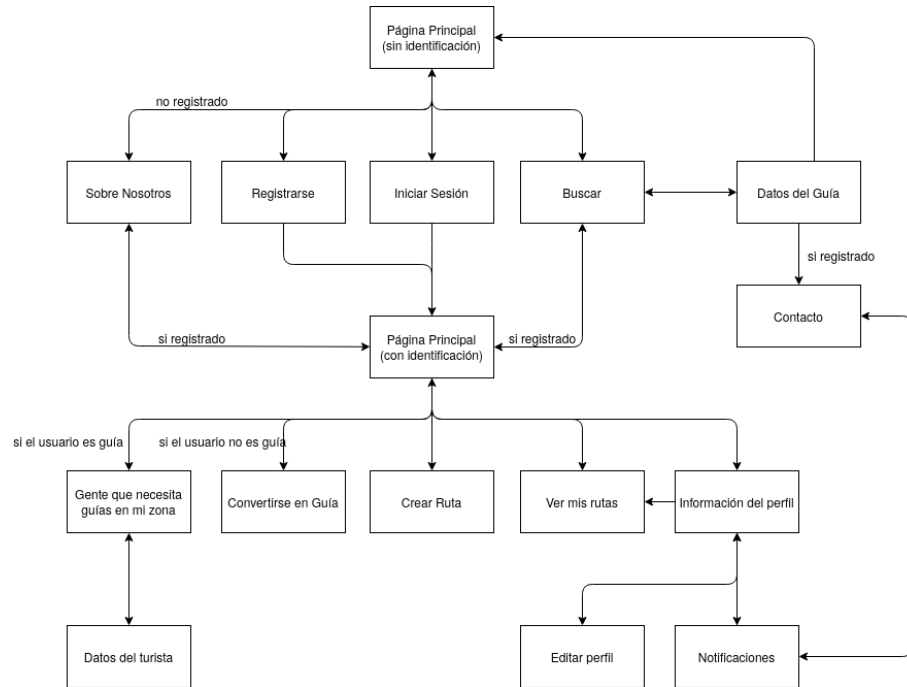 Página Principal
(sin identificación)
no registrado
Sobre Nosotros
Registrarse
Iniciar Sesión
Buscar
Datos del Guía
si registrado
Contacto
si registrado
Página Principal
(con identificación)
si registrado
si el usuario es guía
si el usuario no es guía
Gente que necesita
guías en mi zona
Convertirse en Guía
Crear Ruta
Ver mis rutas
Información del perfil
Datos del turista
Editar perfil
Notificaciones